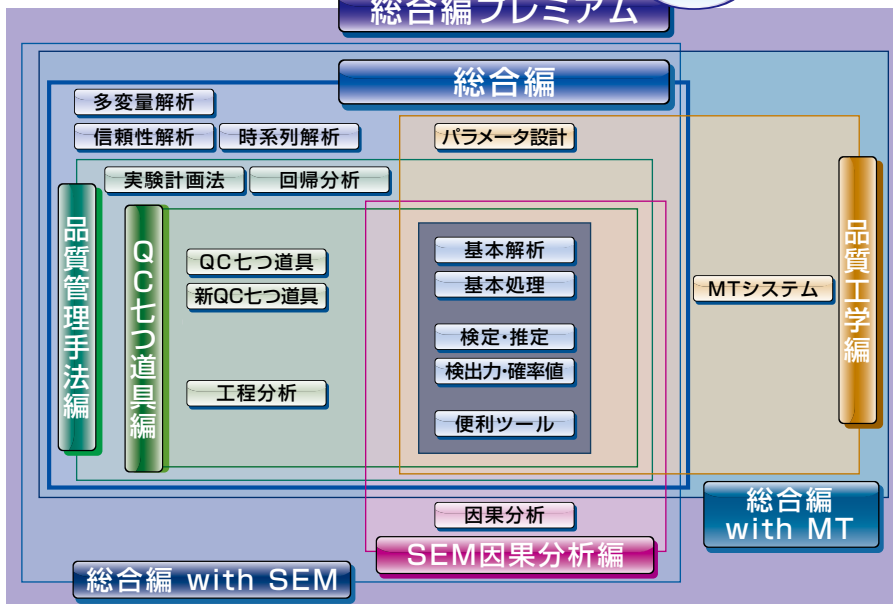 総合編プレミアム
総合編
多変量解析
信頼性解析
時系列解析
パラメータ設計
実験計画法
回帰分析
品質管理手法編
QC七つ道具編
QC七つ道具
新QC七つ道具
工程分析
基本解析
基本処理
検定・推定
検出力・確率値
便利ツール
MTシステム
品質工学編
因果分析
SEM因果分析編
総合編
with MT
総合編 with SEM